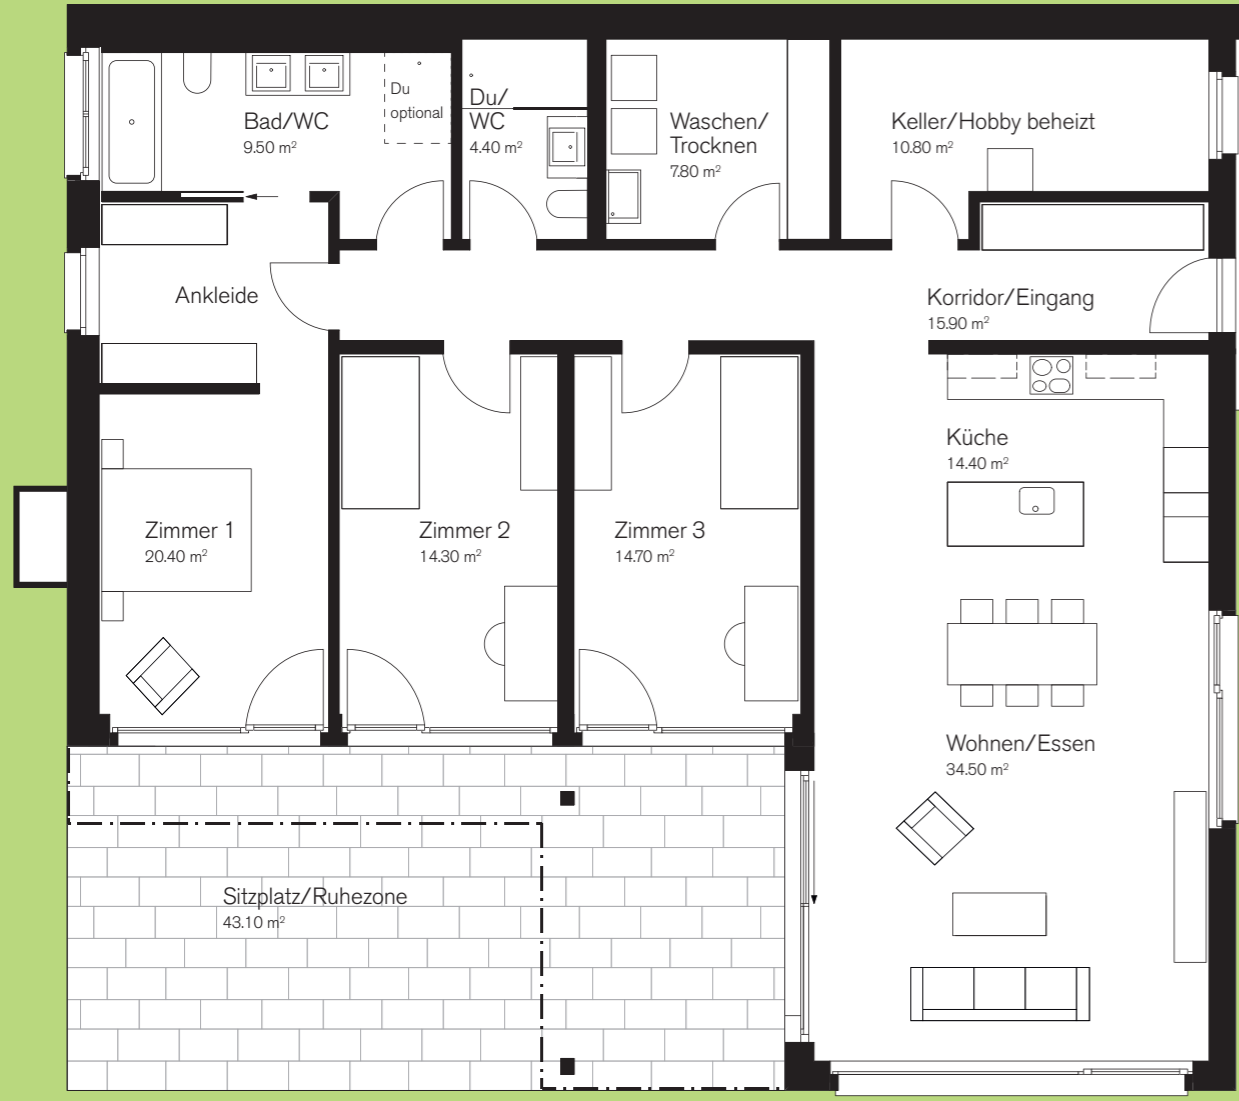 Bad/WC
9.50 m²
Du
optional
Du/
WC
4.40 m²
Waschen/
Trocknen
7.80 m²
Keller/Hobby beheizt
10.80 m²
Ankleide
Korridor/Eingang
15.90 m²
Küche
14.40 m²
Zimmer 1
20.40 m²
Zimmer 2
14.30 m²
Zimmer 3
14.70 m²
Wohnen/Essen
34.50 m²
Sitzplatz/Ruhezone
43.10 m²